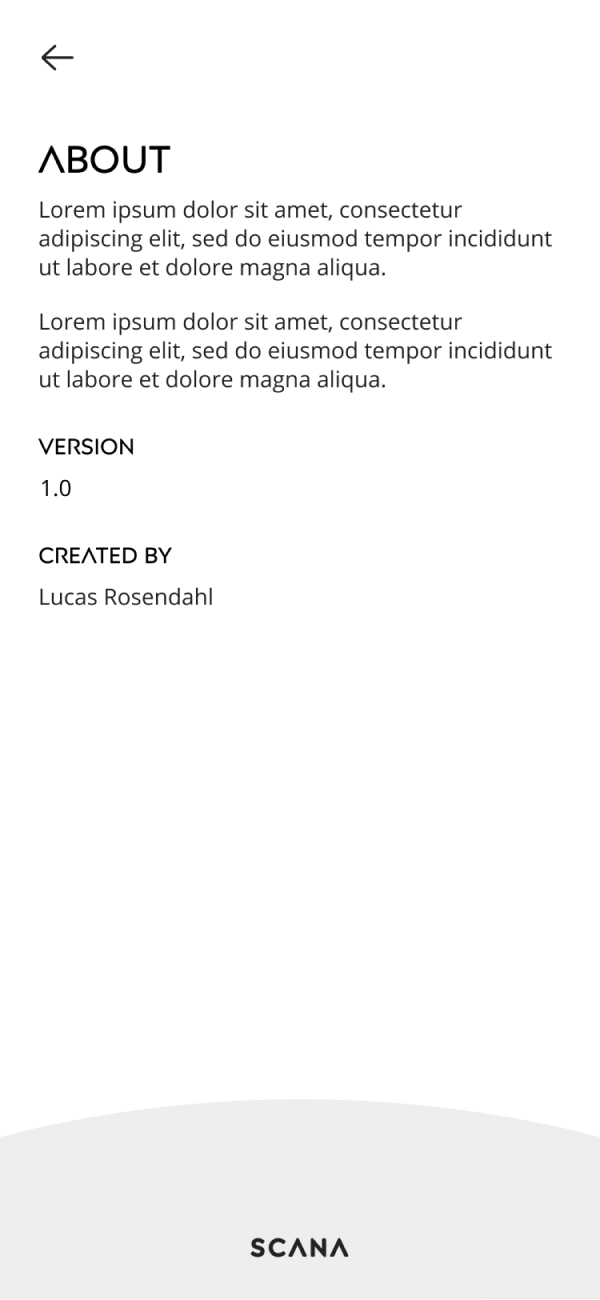 ABOUT
Lorem ipsum dolor sit amet, consectetur
adipiscing elit, sed do eiusmod tempor incididunt
ut labore et dolore magna aliqua.
Lorem ipsum dolor sit amet, consectetur
adipiscing elit, sed do eiusmod tempor incididunt
ut labore et dolore magna aliqua.
VERSION
1.0
CREATED BY
Lucas Rosendahl
SCANA